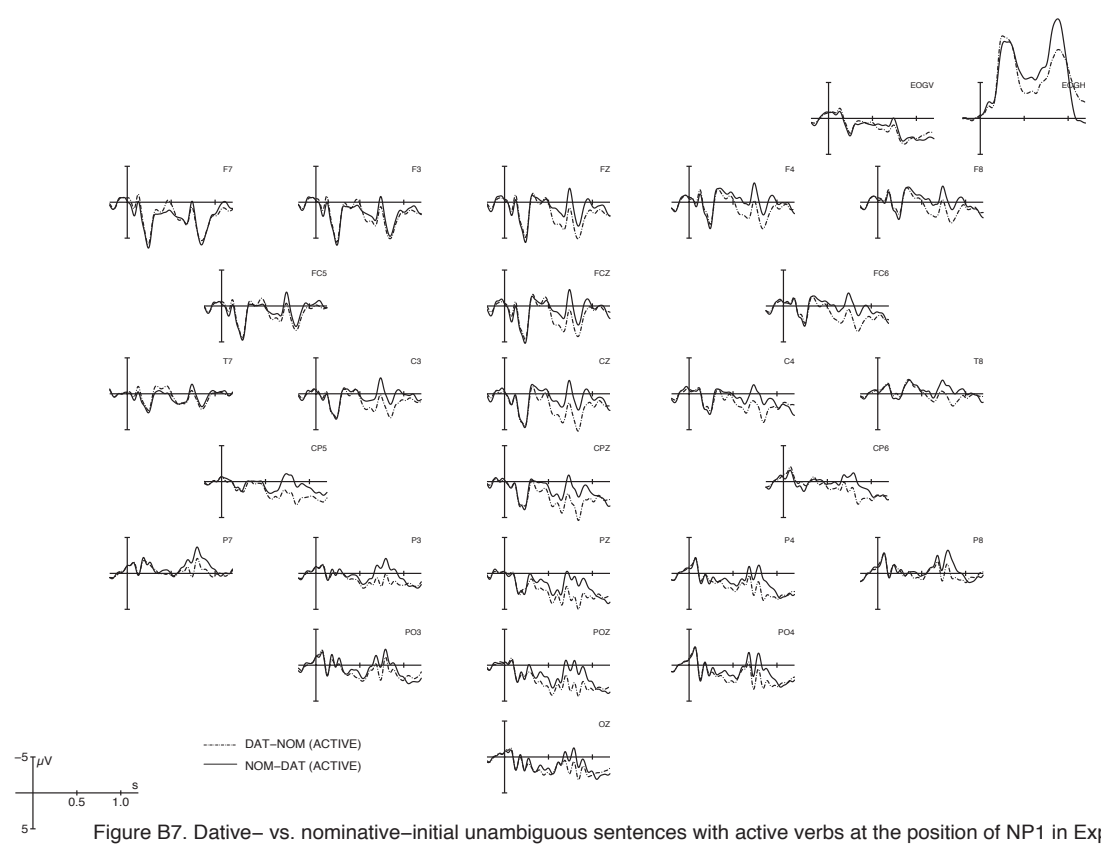 EOGV EOGH
F7 F3 FZ F4 F8
FC5 FCZ FC6
T7 C3 CZ C4 T8
CP5 CPZ CP6
P7 P3 PZ P4 P8
PO3 POZ PO4
OZ
DAT−NOM (ACTIVE)
NOM−DAT (ACTIVE)
−5 µV
s
0.5 1.0
5
Figure B7. Dative− vs. nominative−initial unambiguous sentences with active verbs at the position of NP1 in Exp